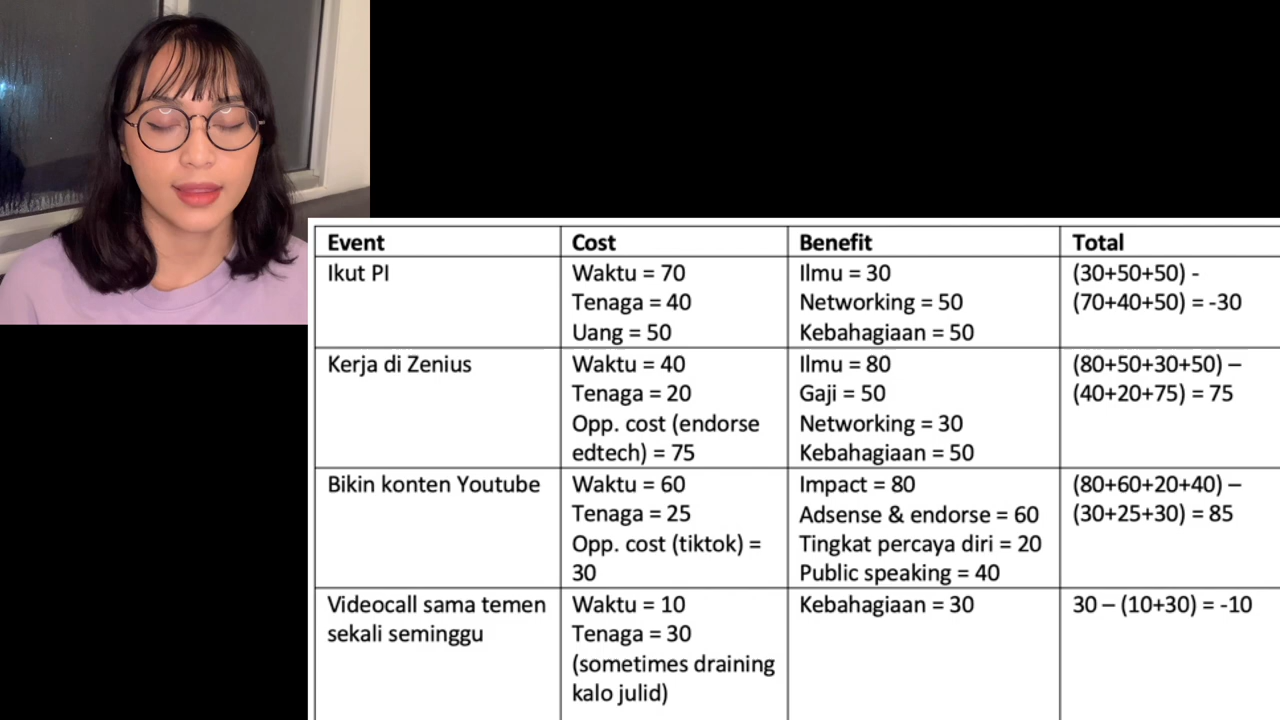 Event
Cost
Benefit
Total
Ikut PI
Waktu = 70
Tenaga = 40
Uang = 50
Ilmu = 30
Networking = 50
Kebahagiaan = 50
(30+50+50) -
(70+40+50) = -30
Kerja di Zenius
Waktu = 40
Tenaga = 20
Opp. cost (endorse
edtech) = 75
Ilmu = 80
Gaji = 50
Networking = 30
Kebahagiaan = 50
(80+50+30+50) –
(40+20+75) = 75
Bikin konten Youtube
Waktu = 60
Tenaga = 25
Opp. cost (tiktok) =
30
Impact = 80
Adsense & endorse = 60
Tingkat percaya diri = 20
Public speaking = 40
(80+60+20+40) –
(30+25+30) = 85
Videocall sama temen
sekali seminggu
Waktu = 10
Tenaga = 30
(sometimes draining
kalo julid)
Kebahagiaan = 30
30 – (10+30) = -10